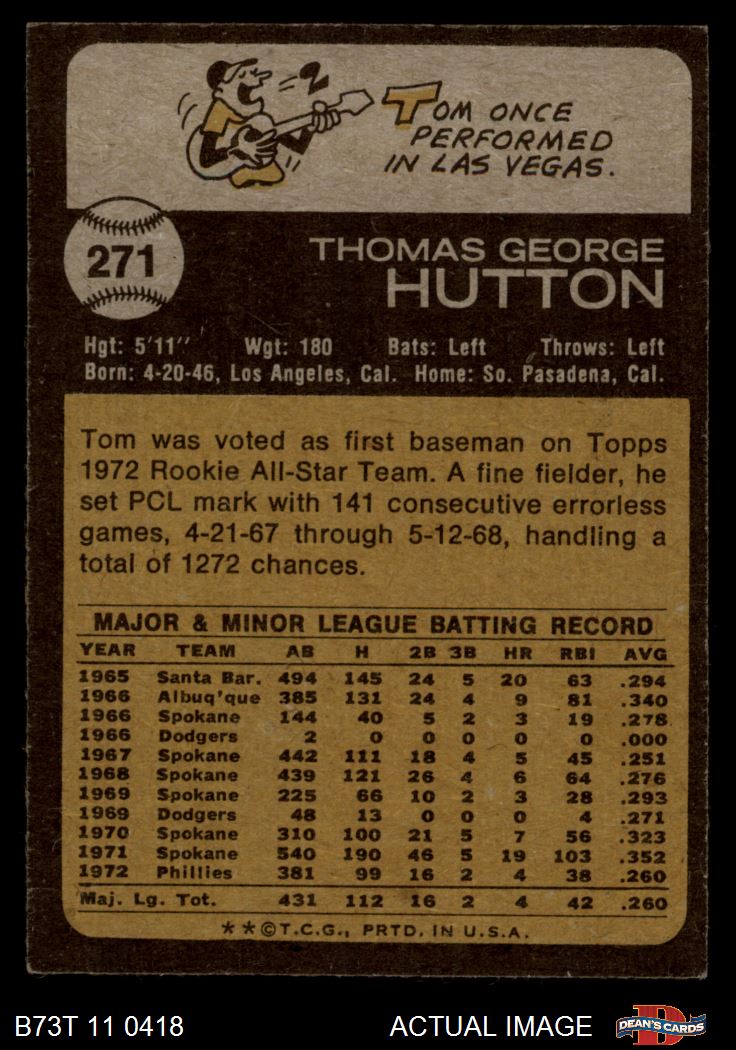 TOM ONCE
PERFORMED
IN LAS VEGAS.
271
THOMAS GEORGE
HUTTON
Hgt: 5'11" Wgt: 180 Bats: Left Throws: Left
Born: 4-20-46, Los Angeles, Cal. Home: So. Pasadena, Cal.
Tom was voted as first baseman on Topps
1972 Rookie All-Star Team. A fine fielder, he
set PCL mark with 141 consecutive errorless
games, 4-21-67 through 5-12-68, handling a
total of 1272 chances.
MAJOR & MINOR LEAGUE BATTING RECORD
YEAR TEAM AB H 2B 3B HR RBI AVG
1965 Santa Bar. 494 145 24 5 20 63 .294
1966 Albuq'que 385 131 24 4 9 81 .340
1966 Spokane 144 40 5 2 3 19 .278
1966 Dodgers 2 0 0 0 0 0 .000
1967 Spokane 442 111 18 4 5 45 .251
1968 Spokane 439 121 26 4 6 64 .276
1969 Spokane 225 66 10 2 3 28 .293
1969 Dodgers 48 13 0 0 0 4 .271
1970 Spokane 310 100 21 5 7 56 .323
1971 Spokane 540 190 46 5 19 103 .352
1972 Phillies 381 99 16 2 4 38 .260
Maj. Lg. Tot. 431 112 16 2 4 42 .260
**©T.C.G., PRTD. IN U.S.A.
B73T 11 0418 ACTUAL IMAGE D DEAN'S CARDS